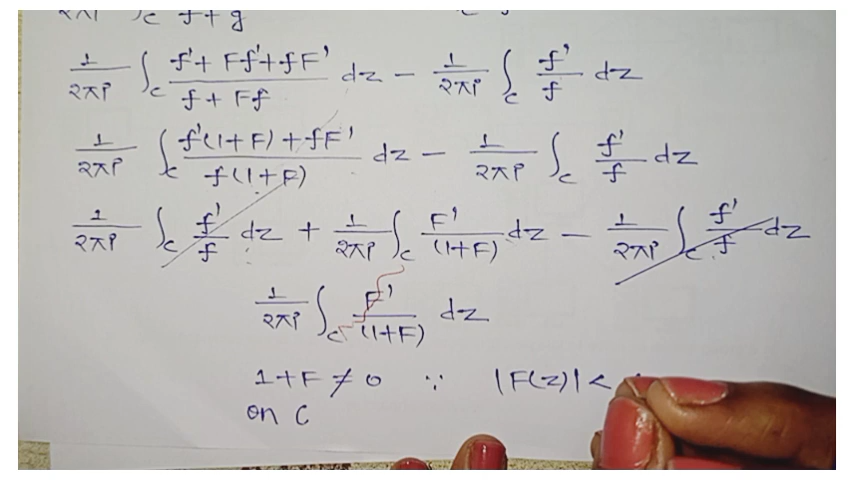 ∫_C f+g
1/2πi ∫_C (f'+Ff'+fF')/(f+Ff) dz − 1/2πi ∫_C f'/f dz
1/2πi ∫_C (f'(1+F)+fF')/(f(1+F)) dz − 1/2πi ∫_C f'/f dz
1/2πi ∫_C f'/f dz + 1/2πi ∫_C F'/(1+F) dz − 1/2πi ∫_C f'/f dz
1/2πi ∫_C F'/(1+F) dz
1+F ≠ 0 ∵ |F(z)| <
on C